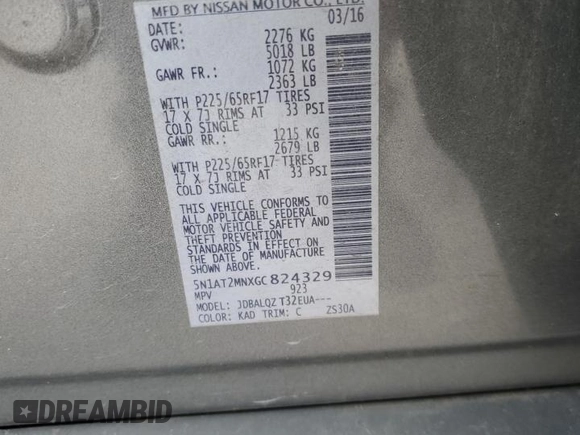 MFD BY NISSAN MOTOR CO., LTD.
DATE: 03/16
GVWR: 2276 KG
5018 LB
GAWR FR.: 1072 KG
2363 LB
WITH P225/65RF17 TIRES
17 X 7J RIMS AT 33 PSI
COLD SINGLE
GAWR RR.: 1215 KG
2679 LB
WITH P225/65RF17 TIRES
17 X 7J RIMS AT 33 PSI
COLD SINGLE
THIS VEHICLE CONFORMS TO
ALL APPLICABLE FEDERAL
MOTOR VEHICLE SAFETY AND
THEFT PREVENTION
STANDARDS IN EFFECT ON
THE DATE OF MANUFACTURE
SHOWN ABOVE.
5N1AT2MNXGC824329
MPV 923
MODEL: JDBALQZ T32EUA---
COLOR: KAD TRIM: C ZS30A
DREAMBID